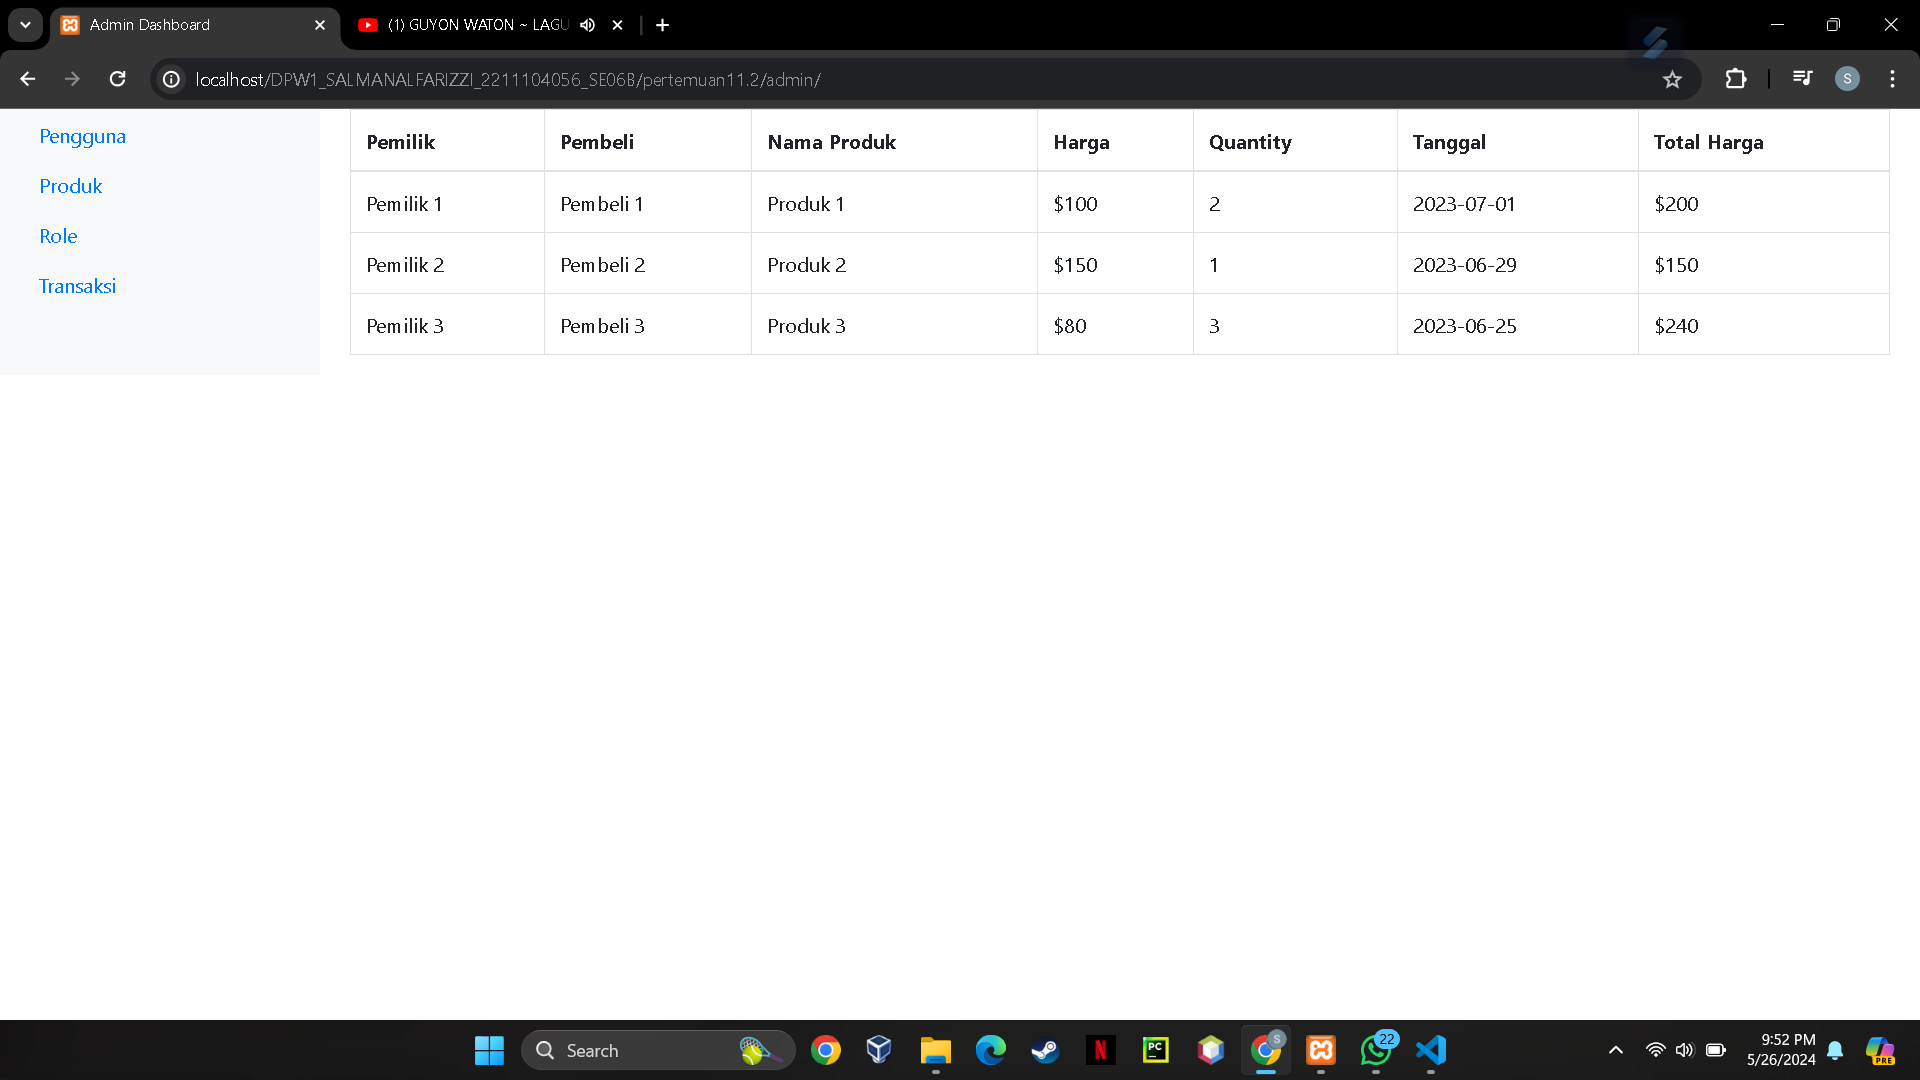 Admin Dashboard
(1) GUYON WATON ~ LAGU
localhost/DPW1_SALMANALFARIZZI_2211104056_SE06B/pertemuan11.2/admin/
S
Pengguna
Produk
Role
Transaksi
Pemilik Pembeli Nama Produk Harga Quantity Tanggal Total Harga
Pemilik 1 Pembeli 1 Produk 1 $100 2 2023-07-01 $200
Pemilik 2 Pembeli 2 Produk 2 $150 1 2023-06-29 $150
Pemilik 3 Pembeli 3 Produk 3 $80 3 2023-06-25 $240
Search
N
PC
S
22
9:52 PM
5/26/2024
PRE